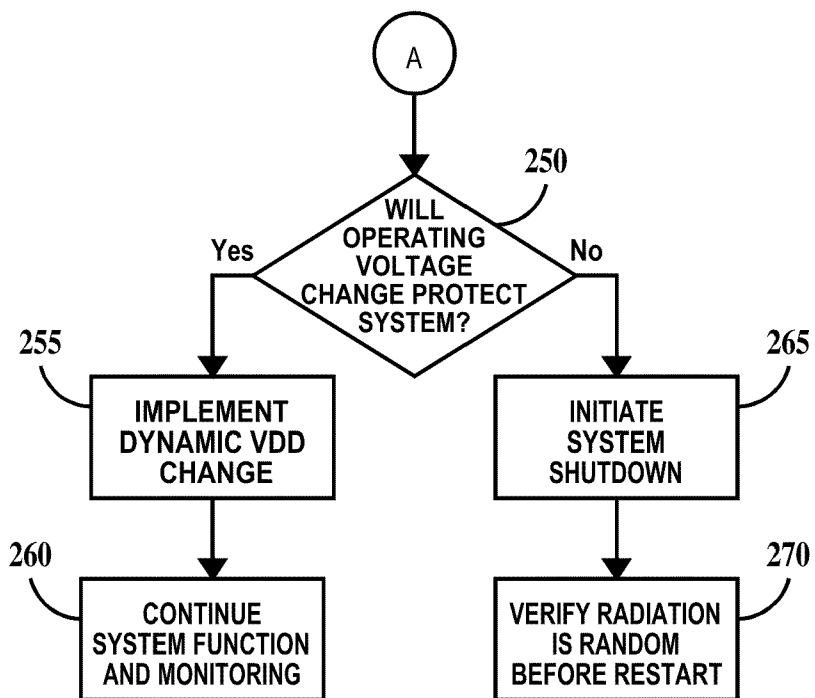 A
250
WILL
OPERATING
VOLTAGE
CHANGE PROTECT
SYSTEM?
Yes
No
255
IMPLEMENT
DYNAMIC VDD
CHANGE
265
INITIATE
SYSTEM
SHUTDOWN
260
CONTINUE
SYSTEM FUNCTION
AND MONITORING
270
VERIFY RADIATION
IS RANDOM
BEFORE RESTART